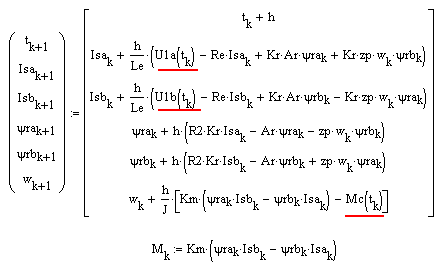 t_{k+1} t_k + h
Isa_{k+1} Isa_k + h/Le·(U1a(t_k) − Re·Isa_k + Kr·Ar·ψra_k + Kr·zp·w_k·ψrb_k)
Isb_{k+1} := Isb_k + h/Le·(U1b(t_k) − Re·Isb_k + Kr·Ar·ψrb_k − Kr·zp·w_k·ψra_k)
ψra_{k+1} ψra_k + h·(R2·Kr·Isa_k − Ar·ψra_k − zp·w_k·ψrb_k)
ψrb_{k+1} ψrb_k + h·(R2·Kr·Isb_k − Ar·ψrb_k + zp·w_k·ψra_k)
w_{k+1} w_k + h/J·[Km·(ψra_k·Isb_k − ψrb_k·Isa_k) − Mc(t_k)]
M_k := Km·(ψra_k·Isb_k − ψrb_k·Isa_k)